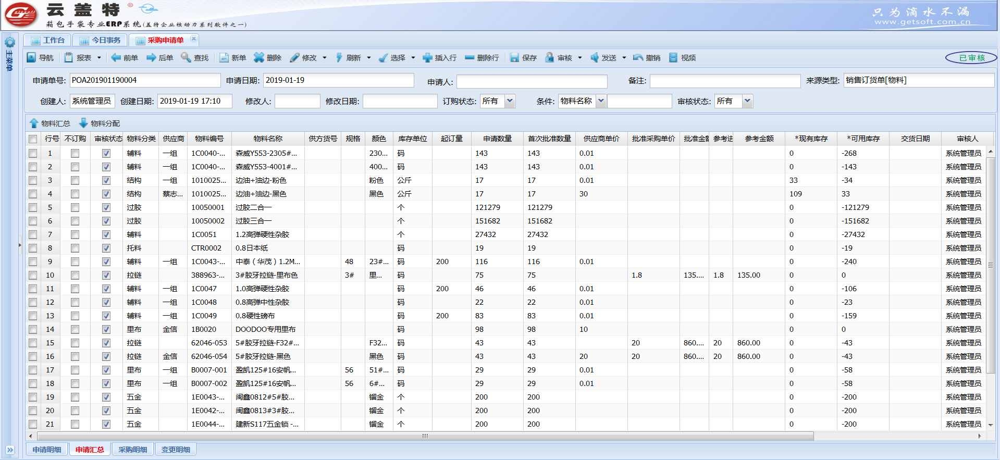 云盖特®
箱包手袋专业ERP系统(盖特企业核动力系列软件之一)
只为滴水不漏
www.getsoft.com.cn
主菜单
工作台 今日事务 采购申请单
导航 报表 前单 后单 查找 新单 删除 修改 刷新 选择 插入行 删除行 保存 审核 发送 撤销 视频 已审核
申请单号: POA201901190004 申请日期: 2019-01-19 申请人: 备注: 来源类型: 销售订货单[物料]
创建人: 系统管理员 创建日期: 2019-01-19 17:10 修改人: 修改日期: 订购状态: 所有 条件: 物料名称 审核状态: 所有
物料汇总 物料分配
行号 不订购 审核状态 物料分类 供应商 物料编号 物料名称 供方货号 规格 颜色 库存单位 起订量 申请数量 首次批准数量 供应商单价 批准采购单价 批准金额 参考进 参考金额 *现有库存 *可用库存 交货日期 审核人
1 辅料 一组 1C0040-... 森威Y553-2305#... 230... 码 143 143 0.01 0 -268 系统管理员
2 辅料 一组 1C0040-... 森威Y553-4001#... 400... 码 143 143 0.01 0 -143 系统管理员
3 结构 一组 1010025... 边油+油边-粉色 粉色 公斤 17 17 0.01 33 -34 系统管理员
4 结构 蔡志... 1010025... 边油+油边-黑色 黑色 公斤 17 17 30 109 33 系统管理员
5 过胶 10050001 过胶二合一 个 121279 121279 0 -121279 系统管理员
6 过胶 10050002 过胶三合一 个 151682 151682 0 -151682 系统管理员
7 辅料 1C0051 1.2高弹硬性杂胶 个 27432 27432 0 -27432 系统管理员
8 托料 CTR0002 0.8日本纸 码 19 19 0 -19 系统管理员
9 辅料 一组 1C0043-... 中泰（华茂）1.2M... 48 23#... 码 200 116 116 0.01 0 -240 系统管理员
10 拉链 388963-... 3#胶牙拉链-里布色 3# 里... 码 75 75 1.8 135.... 1.8 135.00 0 0 系统管理员
11 辅料 一组 1C0047 1.0高弹硬性杂胶 码 200 46 46 0.01 0 -106 系统管理员
12 辅料 一组 1C0048 0.8高弹中性杂胶 码 22 22 0.01 0 -23 系统管理员
13 辅料 一组 1C0049 0.8硬性磅布 码 200 83 83 0.01 0 -159 系统管理员
14 里布 金信 1B0020 DOODOO专用里布 码 98 98 10 0 0 系统管理员
15 拉链 62046-053 5#胶牙拉链-F32#... F32... 码 43 43 20 860.... 20 860.00 0 -43 系统管理员
16 拉链 金信 62046-054 5#胶牙拉链-黑色 黑色 码 43 43 20 20 860.... 20 860.00 0 -43 系统管理员
17 里布 一组 B0007-001 盈凯125#16安帆... 56 51#... 码 29 29 0.01 0 -58 系统管理员
18 里布 一组 B0007-002 盈凯125#16安帆... 56 6#... 码 29 29 0.01 0 -58 系统管理员
19 五金 1E0043-... 闽鑫0812#5#胶... 镏金 个 200 200 0 -200 系统管理员
20 五金 1E0042-... 闽鑫0813#3#胶... 镏金 个 200 200 0 -200 系统管理员
21 五金 1E0044-... 建新S117五金锁 -... 镏金 个 200 200 0 -200 系统管理员
申请明细 申请汇总 采购明细 变更明细